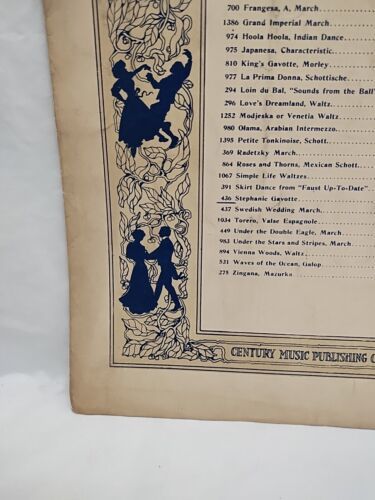 700 Frangesa, A, March
1386 Grand Imperial March
974 Hoola Hoola, Indian Dance
975 Japanesa, Characteristic
810 King's Gavotte, Morley
977 La Prima Donna, Schottische
294 Loin du Bal, "Sounds from the Ball"
296 Love's Dreamland, Waltz
1252 Modjeska or Venetia Waltz
980 Olama, Arabian Intermezzo
1395 Petite Tonkinoise, Schott.
369 Radetzky March
864 Roses and Thorns, Mexican Schott.
1067 Simple Life Waltzes
391 Skirt Dance from "Faust Up-To-Date"
436 Stephanie Gavotte
437 Swedish Wedding March
1034 Torero, Valse Espagnole
449 Under the Double Eagle, March
983 Under the Stars and Stripes, March
894 Vienna Woods, Waltz
531 Waves of the Ocean, Galop
275 Zingana, Mazurka
CENTURY MUSIC PUBLISHING C